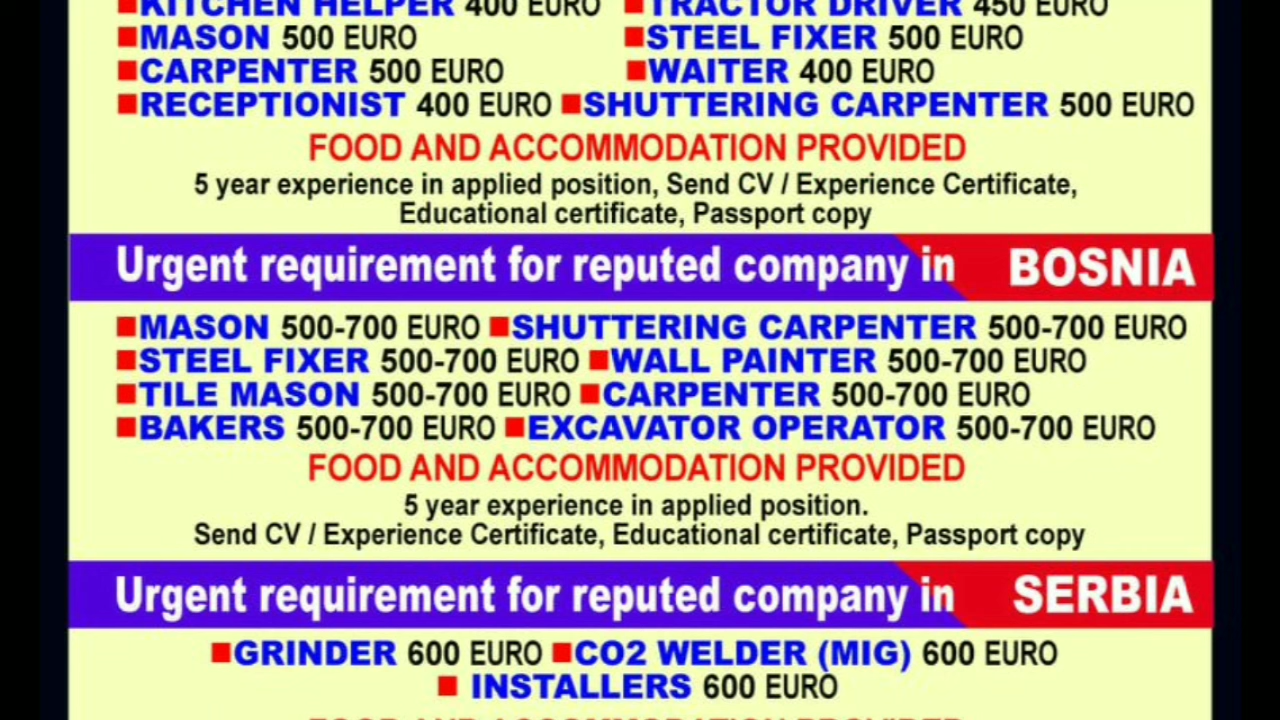 ■KITCHEN HELPER 400 EURO ■TRACTOR DRIVER 450 EURO
■MASON 500 EURO ■STEEL FIXER 500 EURO
■CARPENTER 500 EURO ■WAITER 400 EURO
■RECEPTIONIST 400 EURO ■SHUTTERING CARPENTER 500 EURO
FOOD AND ACCOMMODATION PROVIDED
5 year experience in applied position, Send CV / Experience Certificate,
Educational certificate, Passport copy
Urgent requirement for reputed company in BOSNIA
■MASON 500-700 EURO ■SHUTTERING CARPENTER 500-700 EURO
■STEEL FIXER 500-700 EURO ■WALL PAINTER 500-700 EURO
■TILE MASON 500-700 EURO ■CARPENTER 500-700 EURO
■BAKERS 500-700 EURO ■EXCAVATOR OPERATOR 500-700 EURO
FOOD AND ACCOMMODATION PROVIDED
5 year experience in applied position.
Send CV / Experience Certificate, Educational certificate, Passport copy
Urgent requirement for reputed company in SERBIA
■GRINDER 600 EURO ■CO2 WELDER (MIG) 600 EURO
■ INSTALLERS 600 EURO